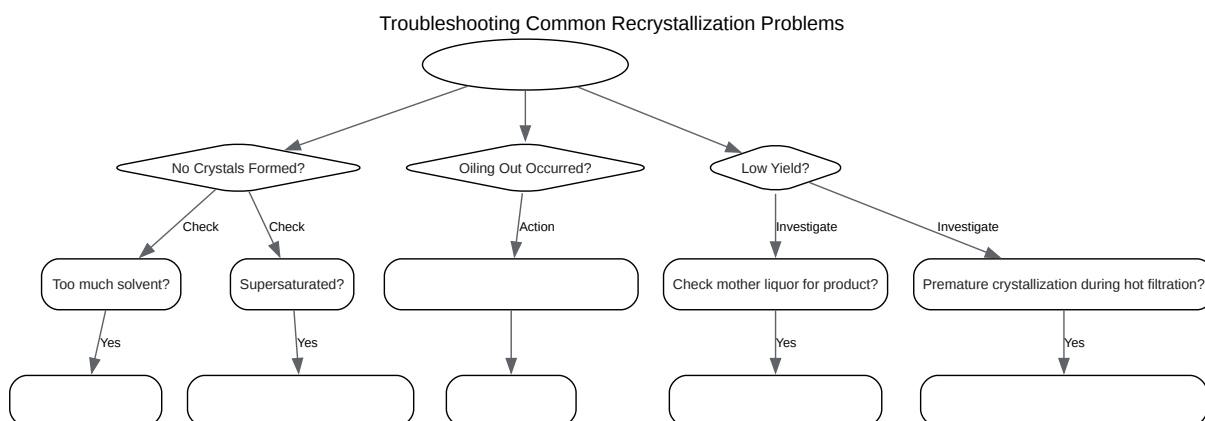 Troubleshooting Common Recrystallization Problems
No Crystals Formed?
Oiling Out Occurred?
Low Yield?
Check
Check
Action
Investigate
Investigate
Too much solvent?
Supersaturated?
Check mother liquor for product?
Premature crystallization during hot filtration?
Yes
Yes
Yes
Yes